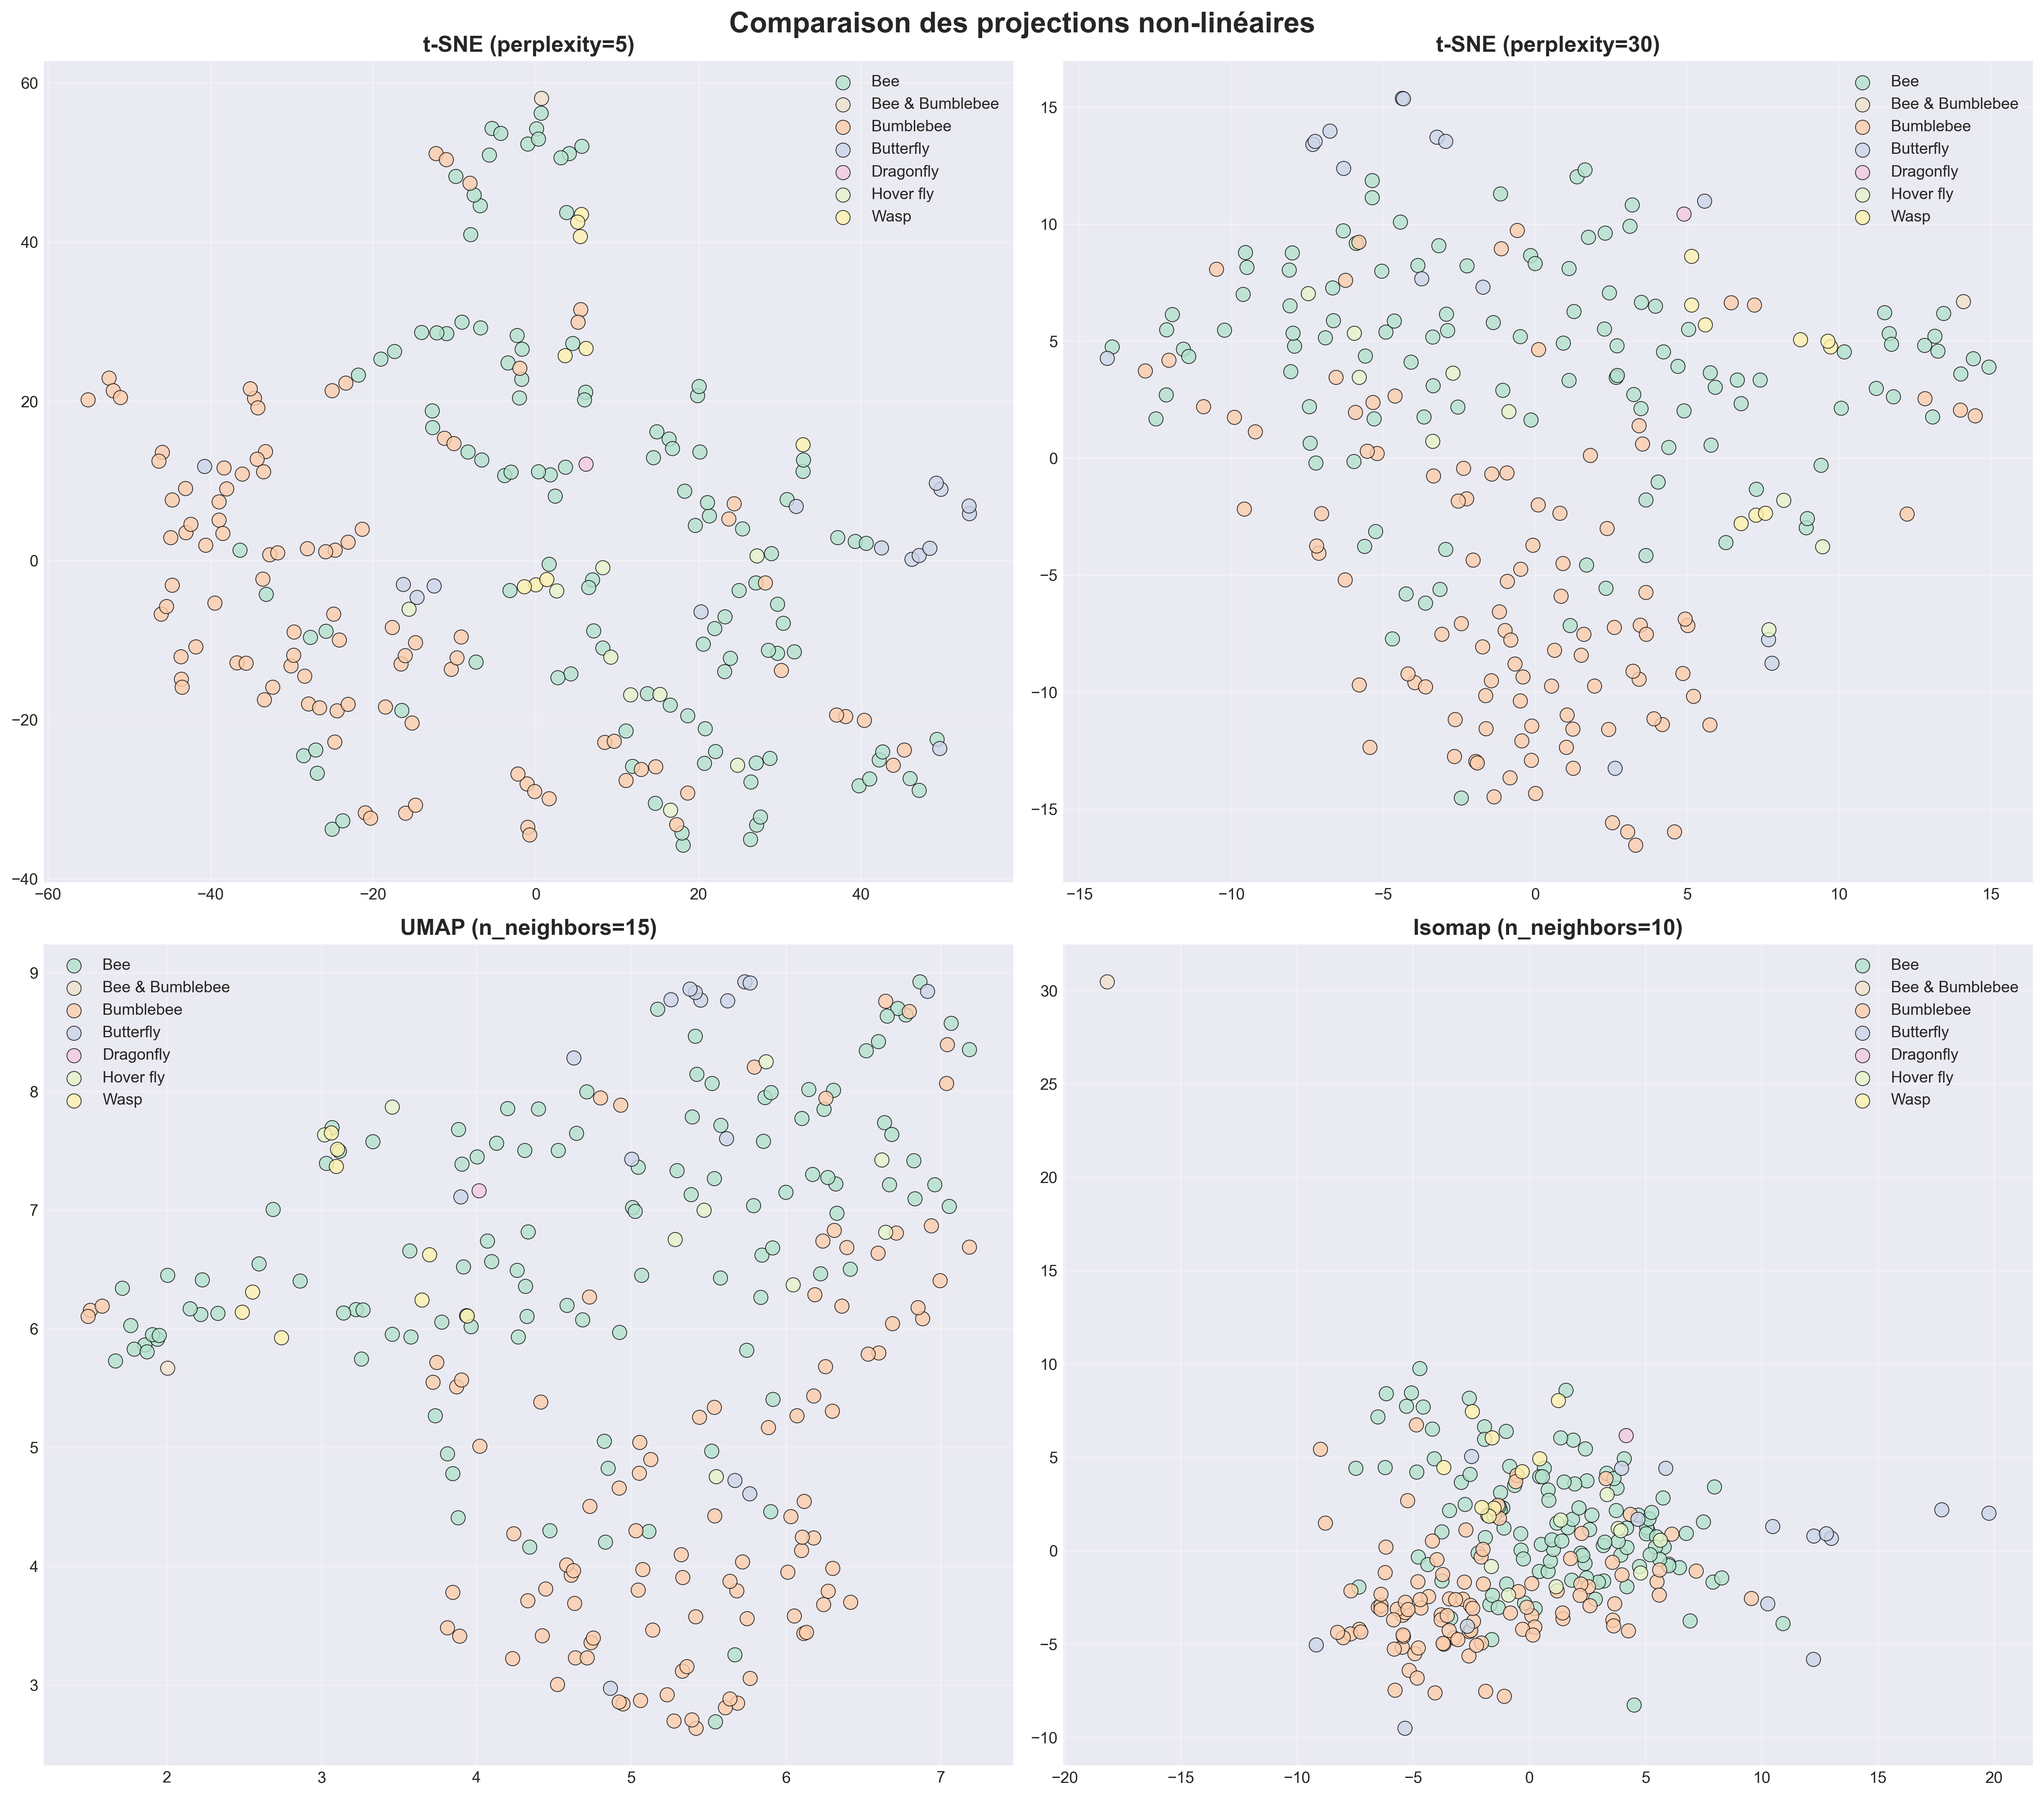 Comparaison des projections non-linéaires
t-SNE (perplexity=5)
60
40
20
0
−20
−40
−60
−40
−20
0
20
40
Bee
Bee & Bumblebee
Bumblebee
Butterfly
Dragonfly
Hover fly
Wasp
t-SNE (perplexity=30)
15
10
5
0
−5
−10
−15
−15
−10
−5
0
5
10
15
Bee
Bee & Bumblebee
Bumblebee
Butterfly
Dragonfly
Hover fly
Wasp
UMAP (n_neighbors=15)
9
8
7
6
5
4
3
2
3
4
5
6
7
Bee
Bee & Bumblebee
Bumblebee
Butterfly
Dragonfly
Hover fly
Wasp
Isomap (n_neighbors=10)
30
25
20
15
10
5
0
−5
−10
−20
−15
−10
−5
0
5
10
15
20
Bee
Bee & Bumblebee
Bumblebee
Butterfly
Dragonfly
Hover fly
Wasp